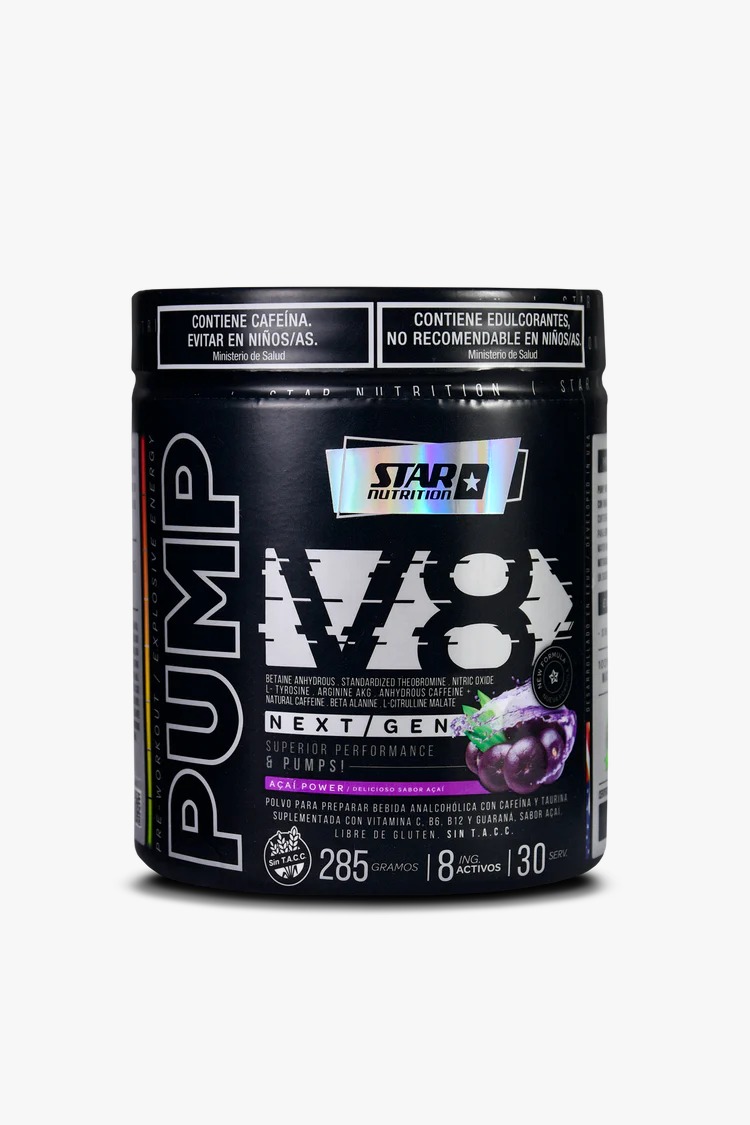 CONTIENE CAFEÍNA.
EVITAR EN NIÑOS/AS.
Ministerio de Salud
CONTIENE EDULCORANTES,
NO RECOMENDABLE EN NIÑOS/AS.
Ministerio de Salud
STAR NUTRITION | STAR
STAR
NUTRITION
PUMP
PRE-WORKOUT / EXPLOSIVE ENERGY
V8
BETAINE ANHYDROUS . STANDARDIZED THEOBROMINE . NITRIC OXIDE
L- TYROSINE . ARGININE AKG . ANHYDROUS CAFFEINE +
NATURAL CAFFEINE . BETA ALANINE . L-CITRULLINE MALATE
NEW FORMULA
NEXT/GEN
SUPERIOR PERFORMANCE
& PUMPS!
AÇAÍ POWER / DELICIOSO SABOR AÇAÍ
POLVO PARA PREPARAR BEBIDA ANALCOHÓLICA CON CAFEÍNA Y TAURINA
SUPLEMENTADA CON VITAMINA C, B6, B12 Y GUARANÁ, SABOR AÇAÍ.
LIBRE DE GLUTEN. SIN T.A.C.C.
Sin T.A.C.C.
285 GRAMOS | 8 ING. ACTIVOS | 30 SERV.